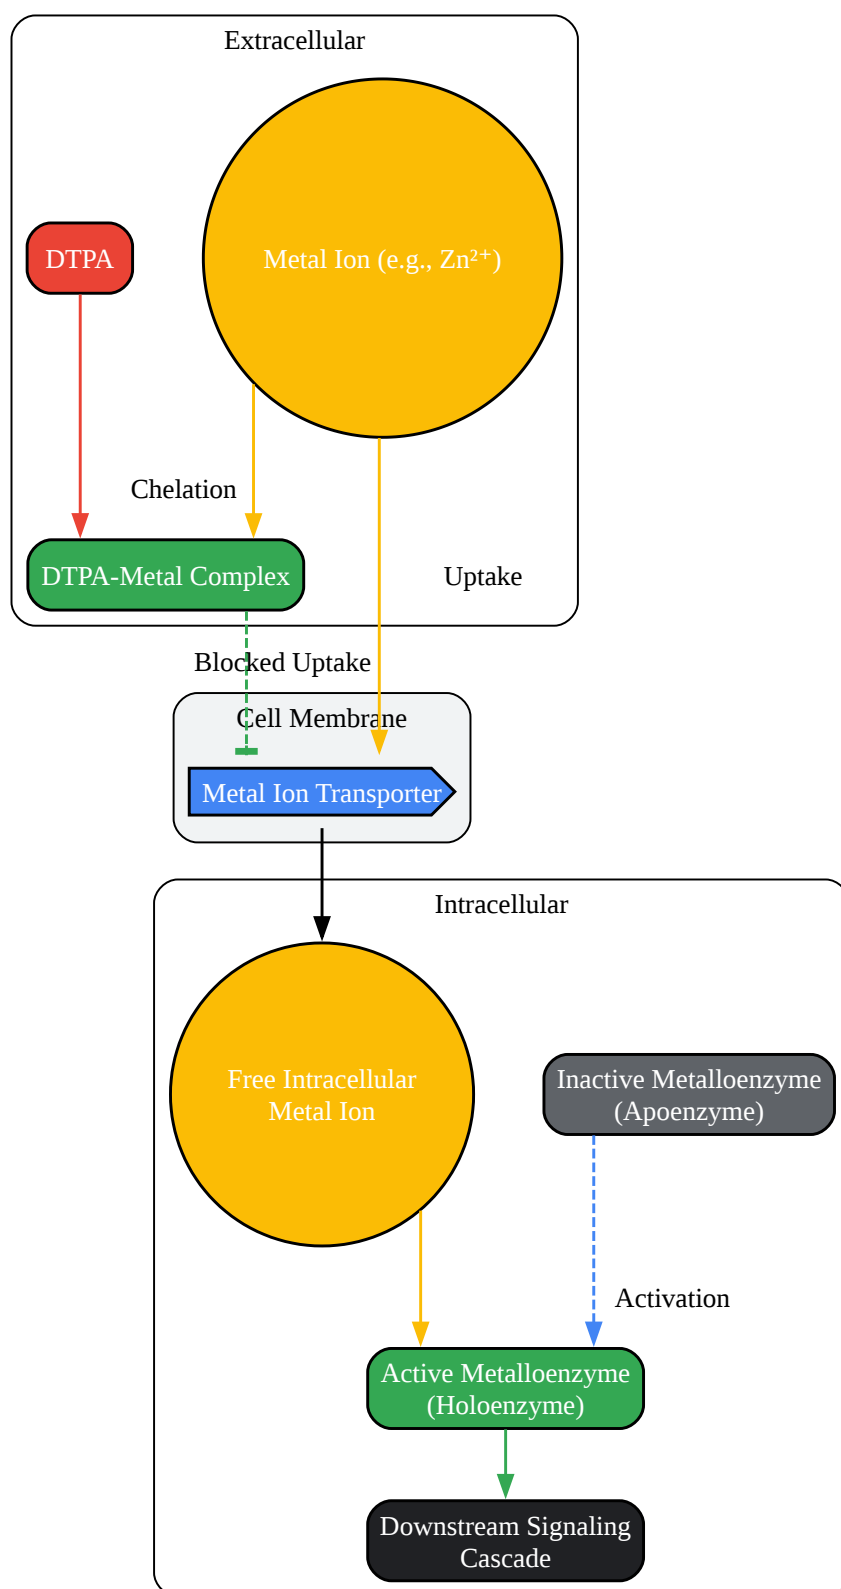 Extracellular
DTPA
Metal Ion (e.g., Zn²⁺)
Chelation
DTPA-Metal Complex
Uptake
Blocked Uptake
Cell Membrane
Metal Ion Transporter
Intracellular
Free Intracellular
Metal Ion
Inactive Metalloenzyme
(Apoenzyme)
Activation
Active Metalloenzyme
(Holoenzyme)
Downstream Signaling
Cascade